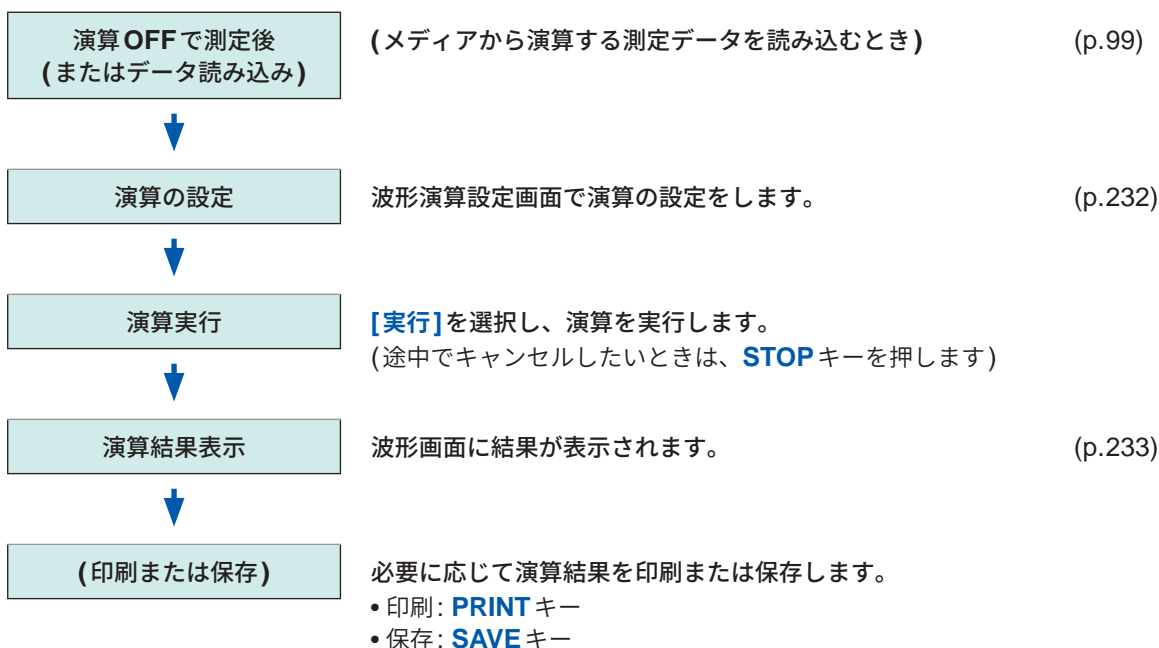 演算OFFで測定後
(またはデータ読み込み)
(メディアから演算する測定データを読み込むとき)
(p.99)
演算の設定
波形演算設定画面で演算の設定をします。
(p.232)
演算実行
[実行]を選択し、演算を実行します。
(途中でキャンセルしたいときは、STOPキーを押します)
演算結果表示
波形画面に結果が表示されます。
(p.233)
(印刷または保存)
必要に応じて演算結果を印刷または保存します。
• 印刷: PRINTキー
• 保存: SAVEキー